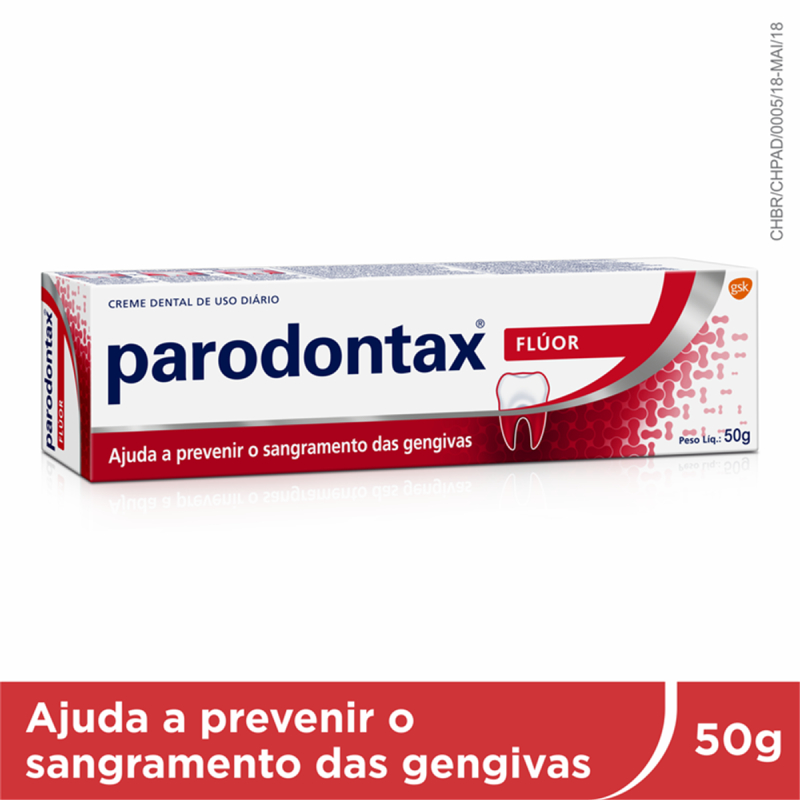 CHBR/CHPAD/0005/18-MAI/18
CREME DENTAL DE USO DIÁRIO
parodontax®
FLÚOR
gsk
Ajuda a prevenir o sangramento das gengivas
Peso Líq.: 50g
parodontax
FLÚOR
Ajuda a prevenir o
sangramento das gengivas
50g